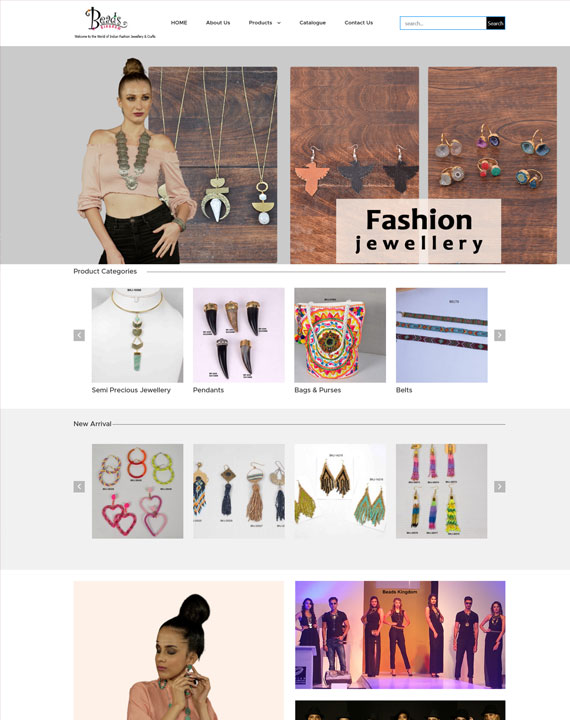 Beads
KINGDOM
Welcome to the World of Indian Fashion Jewellery & Crafts.
HOME
About Us
Products
Catalogue
Contact Us
search...
Search
Fashion
jewellery
Product Categories
Semi Precious Jewellery
Pendants
Bags & Purses
Belts
New Arrival
Beads Kingdom